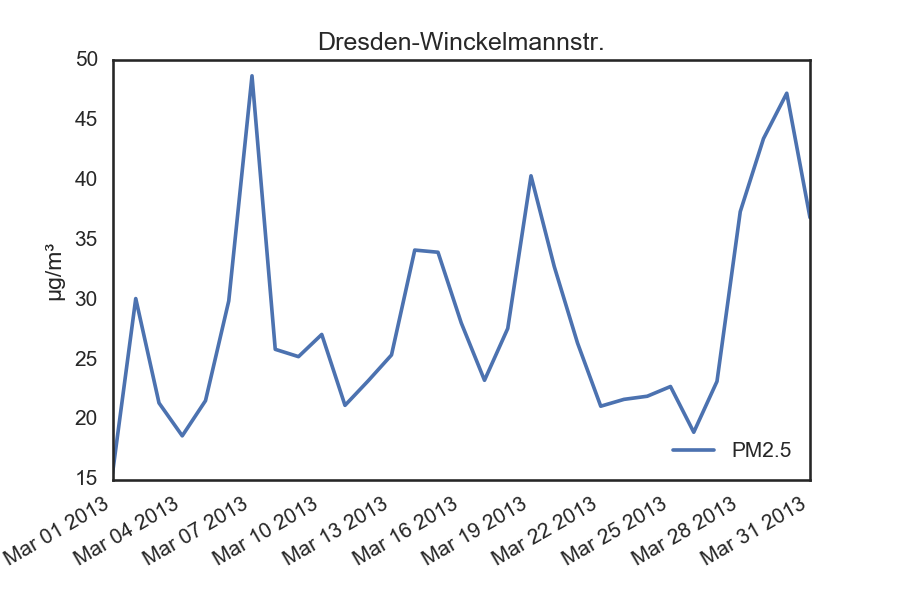 Dresden-Winckelmannstr.
50
45
40
35
30
25
20
15
µg/m³
PM2.5
Mar 01 2013
Mar 04 2013
Mar 07 2013
Mar 10 2013
Mar 13 2013
Mar 16 2013
Mar 19 2013
Mar 22 2013
Mar 25 2013
Mar 28 2013
Mar 31 2013